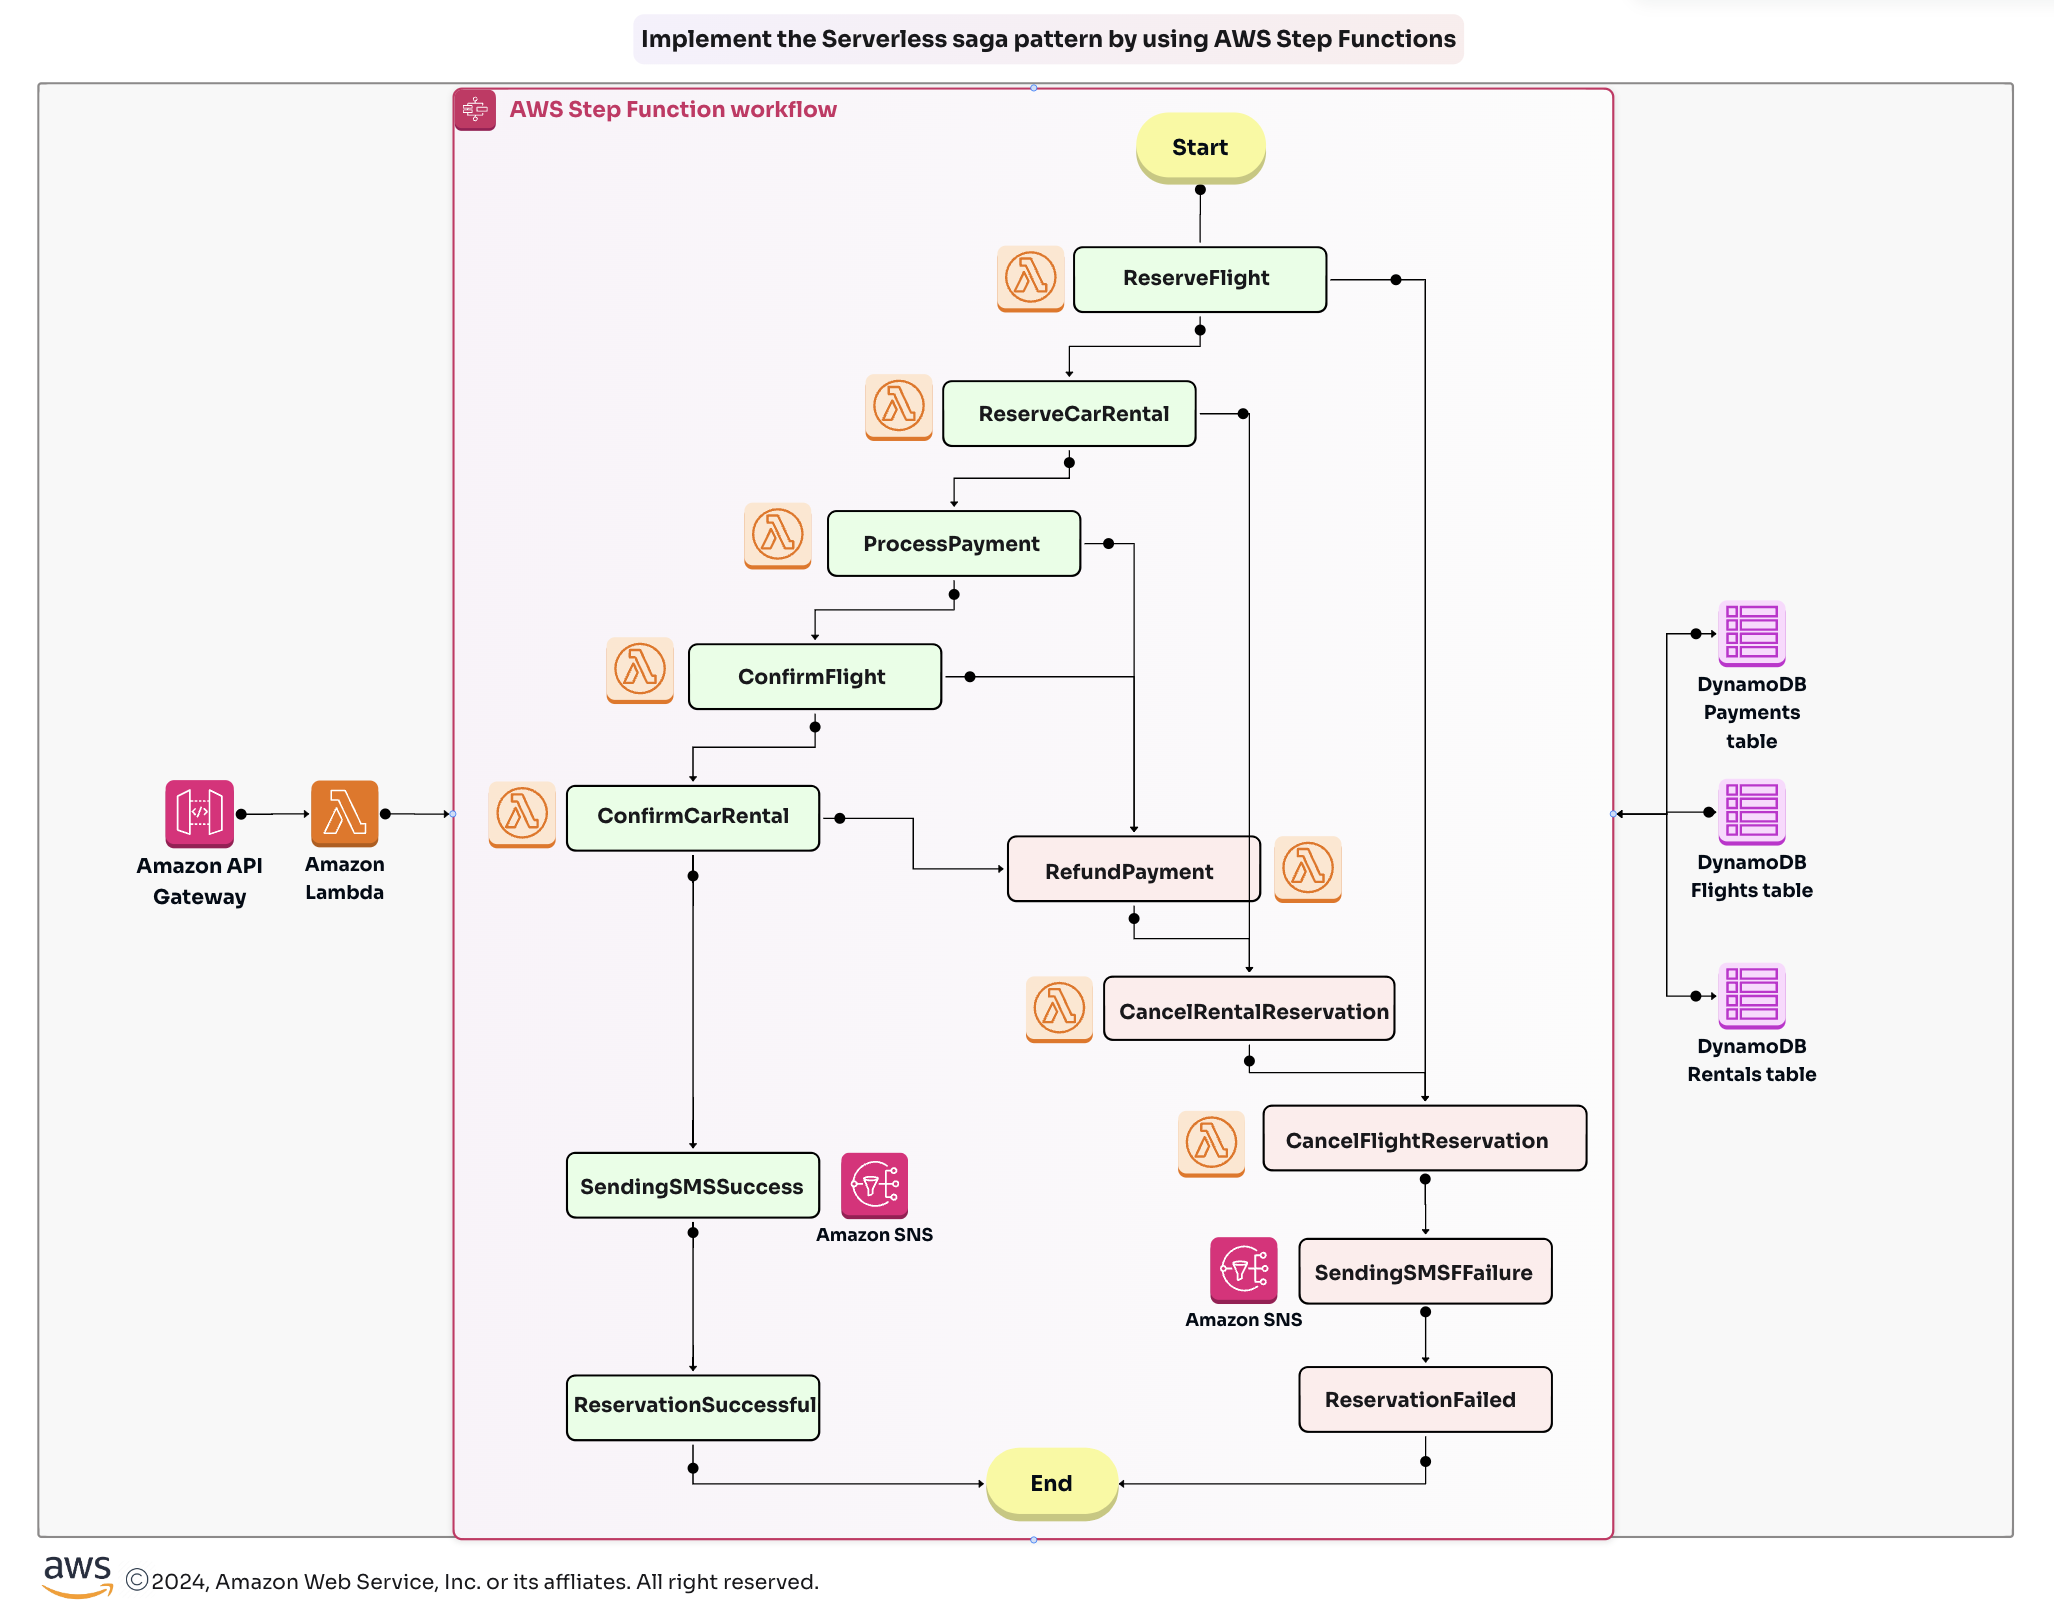 Implement the Serverless saga pattern by using AWS Step Functions
AWS Step Function workflow
Start
ReserveFlight
ReserveCarRental
ProcessPayment
ConfirmFlight
ConfirmCarRental
RefundPayment
CancelRentalReservation
CancelFlightReservation
SendingSMSSuccess
Amazon SNS
SendingSMSFFailure
Amazon SNS
ReservationSuccessful
ReservationFailed
End
Amazon API
Gateway
Amazon
Lambda
DynamoDB
Payments
table
DynamoDB
Flights table
DynamoDB
Rentals table
aws
©2024, Amazon Web Service, Inc. or its affliates. All right reserved.